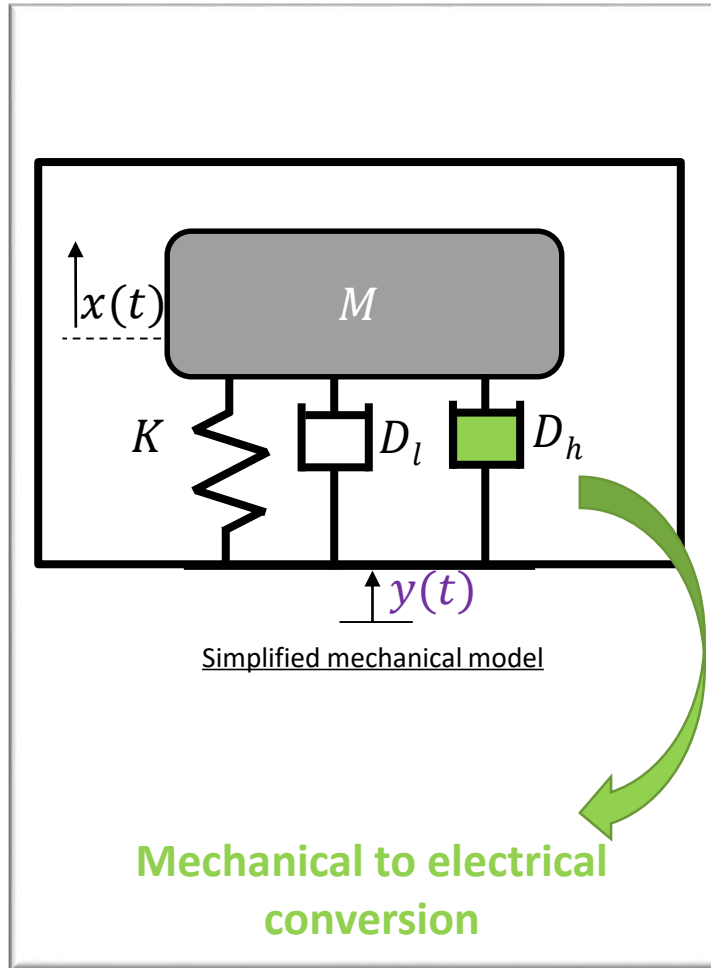 M
x(t)
K
D_l
D_h
y(t)
Simplified mechanical model
Mechanical to electrical
conversion